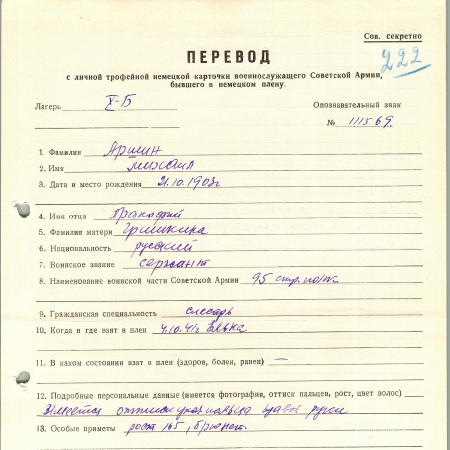 Сов. секретно
222
ПЕРЕВОД
с личной трофейной немецкой карточки военнослужащего Советской Армии,
бывшего в немецком плену.
Лагерь X-Б Опознавательный знак
№ 111569
1. Фамилия Аршин
2. Имя михаил
3. Дата и место рождения 21.10.1903г
4. Имя отца Пракафий
5. Фамилия матери Гришкина
6. Национальность русский
7. Воинское звание сержант
8. Наименование воинской части Советской Армии 95 стр. полк.
9. Гражданская специальность слесарь
10. Когда и где взят в плен 4.10.41г
11. В каком состоянии взят в плен (здоров, болен, ранен) —
12. Подробные персональные данные (имеется фотография, оттиск пальцев, рост, цвет волос)
Имеется оттиск указ пальца правой руки
13. Особые приметы рост 165, брюнет.